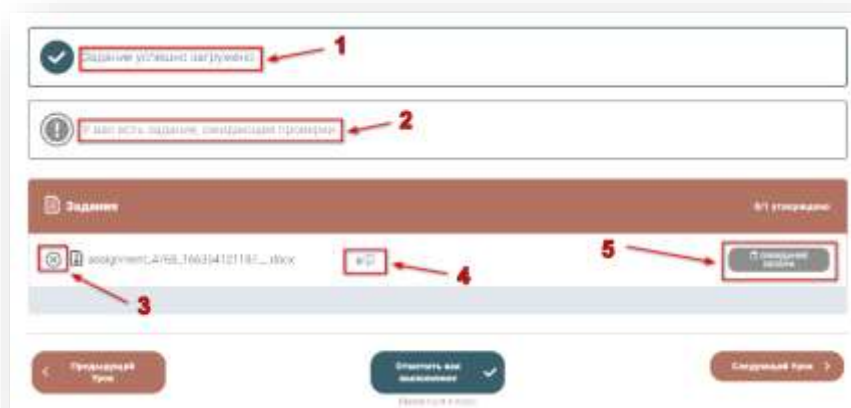 1
Задание успешно загружено
2
У вас есть задание, ожидающее проверки
Задание
0/1 утверждено
docx
5
4
3
Предыдущий
Урок
Отметить как
выполненное
Следующий Урок